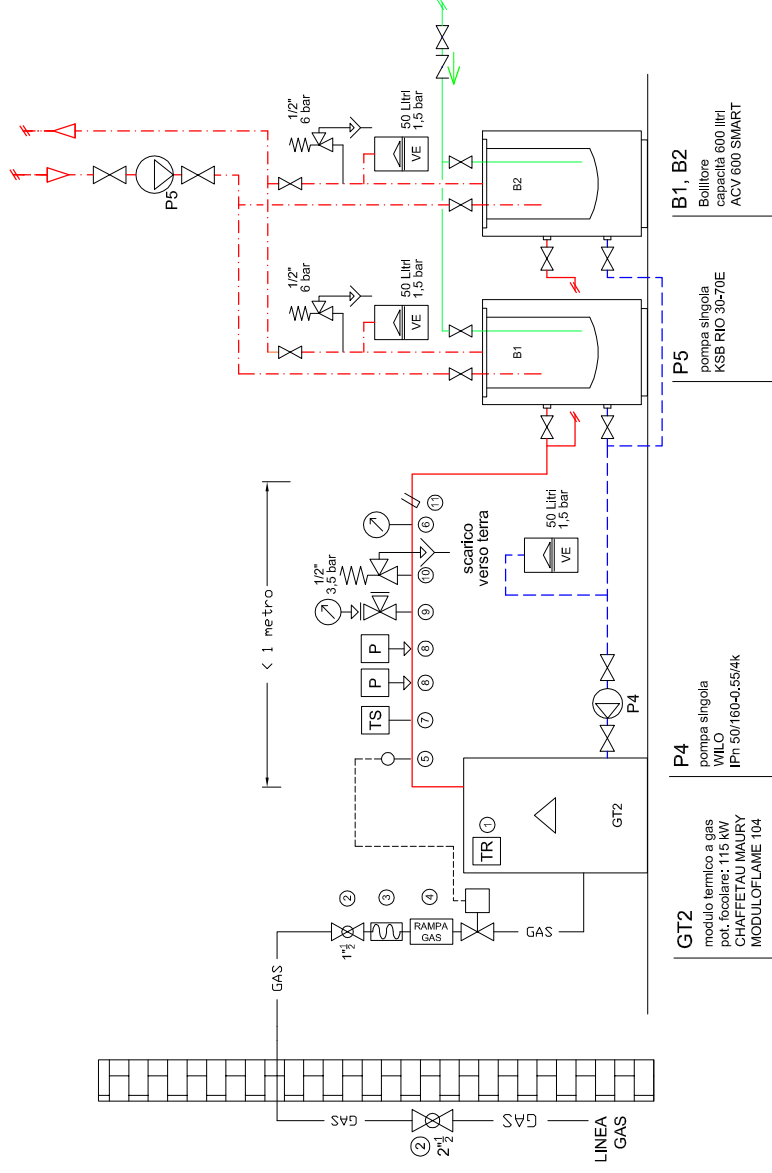 LINEA
GAS
GAS
GAS
2
2"1/2
GAS
1"1/2
2
3
RAMPA
GAS
4
GAS
TR
1
GT2
5
TS
7
P
8
P
8
9
1/2"
3,5 bar
10
6
11
< 1 metro
scarico
verso terra
P4
50 Litri
1,5 bar
VE
1/2"
6 bar
50 Litri
1,5 bar
VE
B1
1/2"
6 bar
50 Litri
1,5 bar
VE
B2
P5
GT2
modulo termico a gas
pot. focolare: 115 kW
CHAFFETAU MAURY
MODULOFLAME 104
P4
pompa singola
WILO
IPn 50/160-0.55/4k
P5
pompa singola
KSB RIO 30-70E
B1, B2
Bollitore
capacità 600 litri
ACV 600 SMART